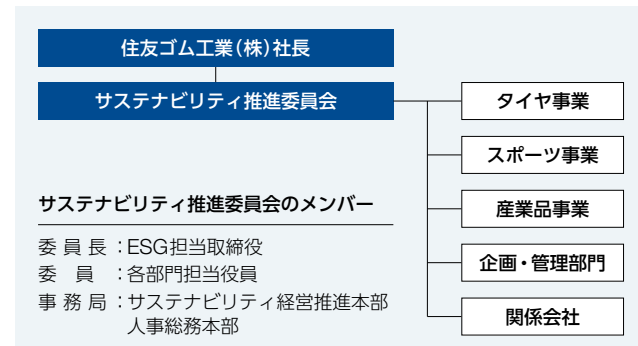 住友ゴム工業(株)社長
サステナビリティ推進委員会
タイヤ事業
スポーツ事業
産業品事業
企画・管理部門
関係会社
サステナビリティ推進委員会のメンバー
委員長：ESG担当取締役
委　員：各部門担当役員
事務局：サステナビリティ経営推進本部
人事総務本部